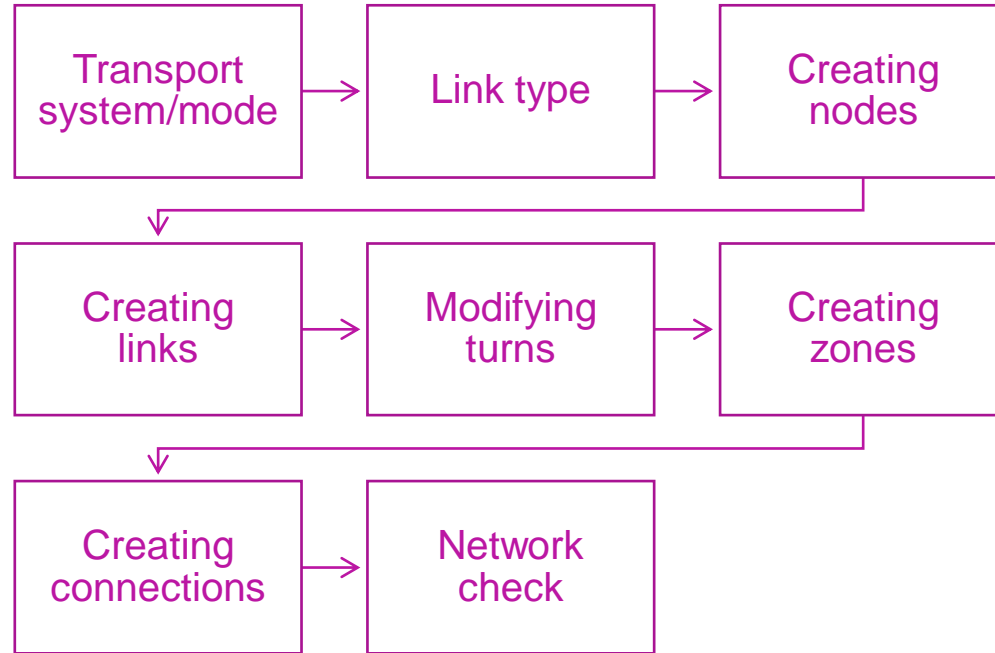 Transport
system/mode
Link type
Creating
nodes
Creating
links
Modifying
turns
Creating
zones
Creating
connections
Network
check